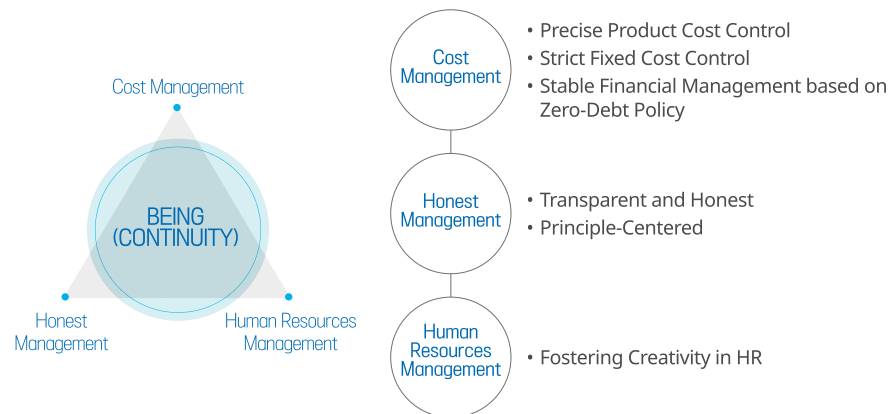 Cost Management
BEING
(CONTINUITY)
Honest
Management
Human Resources
Management
Cost
Management
• Precise Product Cost Control
• Strict Fixed Cost Control
• Stable Financial Management based on
Zero-Debt Policy
Honest
Management
• Transparent and Honest
• Principle-Centered
Human
Resources
Management
• Fostering Creativity in HR